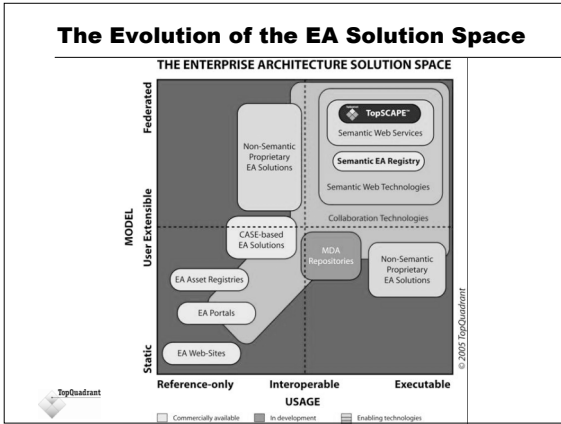 The Evolution of the EA Solution Space
THE ENTERPRISE ARCHITECTURE SOLUTION SPACE
MODEL
Federated
User Extensible
Static
Non-Semantic
Proprietary
EA Solutions
TopSCAPE™
Semantic Web Services
Semantic EA Registry
Semantic Web Technologies
Collaboration Technologies
CASE-based
EA Solutions
MDA
Repositories
Non-Semantic
Proprietary
EA Solutions
EA Asset Registries
EA Portals
EA Web-Sites
© 2005 TopQuadrant
Reference-only
Interoperable
Executable
USAGE
TopQuadrant
Commercially available
In development
Enabling technologies